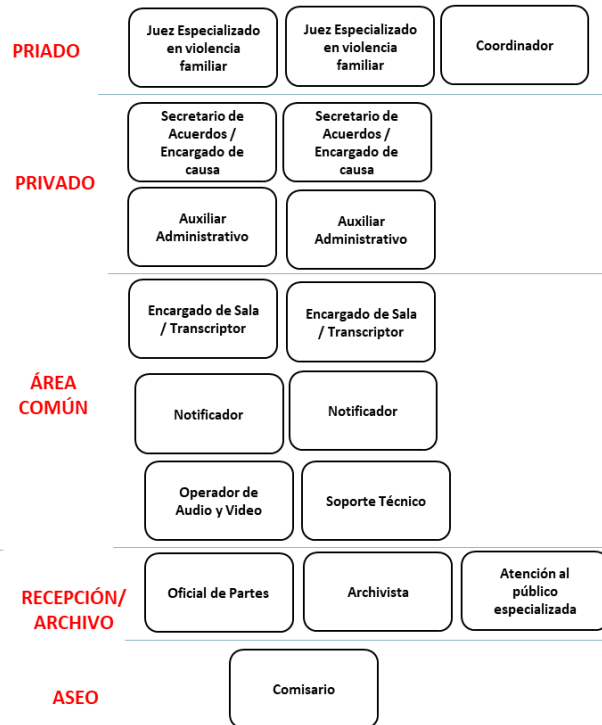 PRIADO
Juez Especializado
en violencia
familiar
Juez Especializado
en violencia
familiar
Coordinador
PRIVADO
Secretario de
Acuerdos /
Encargado de
causa
Secretario de
Acuerdos /
Encargado de
causa
Auxiliar
Administrativo
Auxiliar
Administrativo
ÁREA
COMÚN
Encargado de Sala
/ Transcriptor
Encargado de Sala
/ Transcriptor
Notificador
Notificador
Operador de
Audio y Video
Soporte Técnico
RECEPCIÓN/
ARCHIVO
Oficial de Partes
Archivista
Atención al
público
especializada
ASEO
Comisario